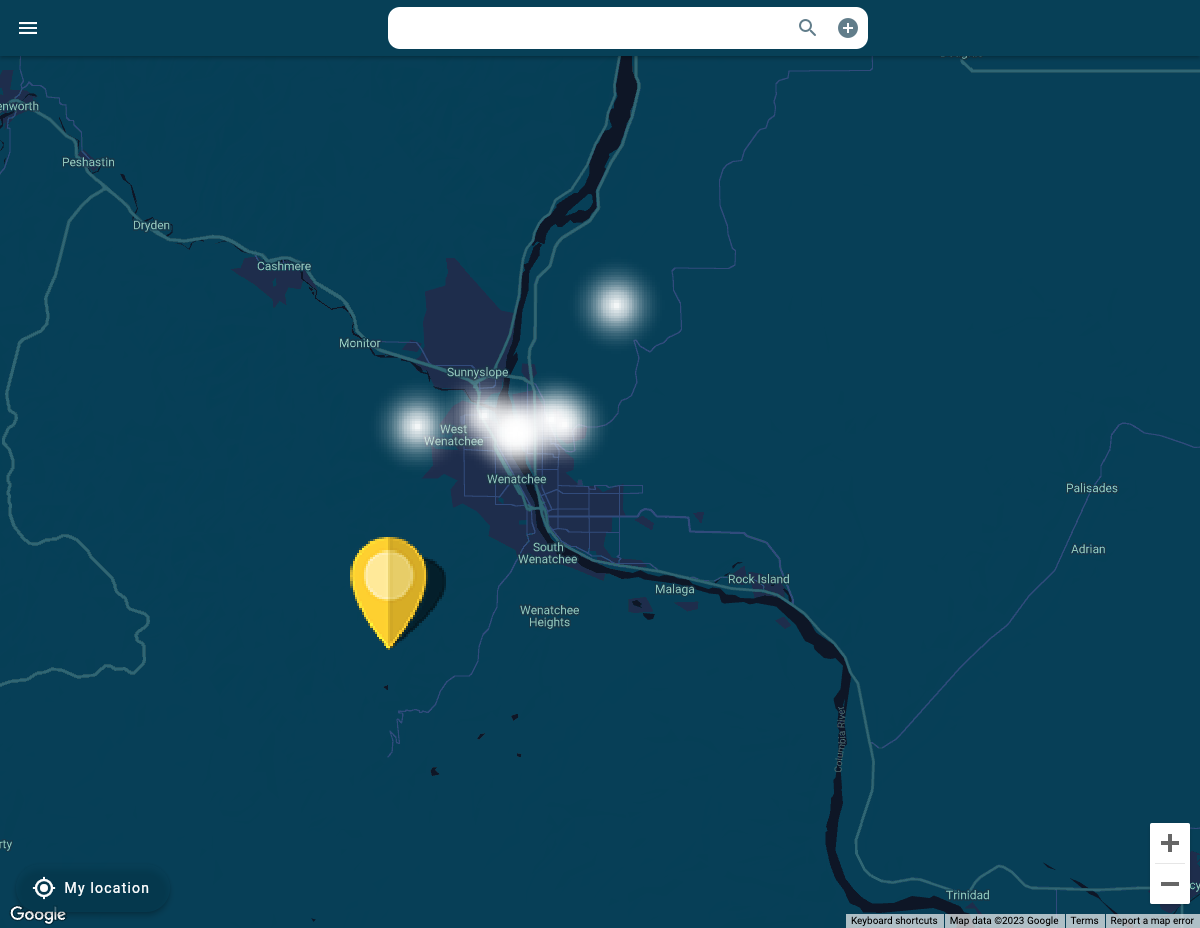 enworth
Peshastin
Dryden
Cashmere
Monitor
Sunnyslope
West
Wenatchee
Wenatchee
Palisades
Adrian
South
Wenatchee
Rock Island
Malaga
Wenatchee
Heights
Columbia River
rty
My location
Trinidad
cy
Google
Keyboard shortcuts
Map data ©2023 Google
Terms
Report a map error